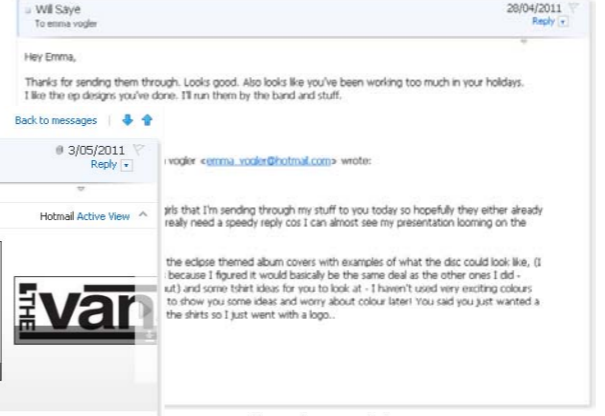 Will Saye
28/04/2011
To emma vogler
Reply
Hey Emma,
Thanks for sending them through. Looks good. Also looks like you've been working too much in your holidays.
I like the ep designs you've done. I'll run them by the band and stuff.
Back to messages
3/05/2011
Reply
Hotmail Active View
THE
van
vogler <emma_vogler@hotmail.com> wrote:
girls that I'm sending through my stuff to you today so hopefully they either already
really need a speedy reply cos I can almost see my presentation looming on the
the eclipse themed album covers with examples of what the disc could look like, (I
because I figured it would basically be the same deal as the other ones I did -
ut) and some tshirt ideas for you to look at - I haven't used very exciting colours
to show you some ideas and worry about colour later! You said you just wanted a
the shirts so I just went with a logo..